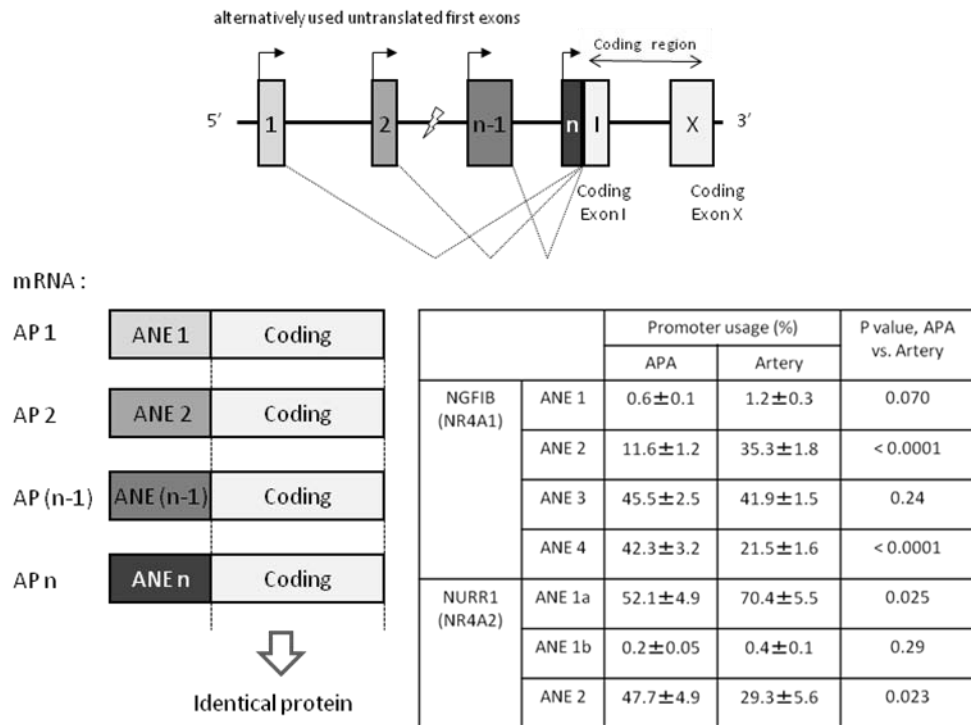 alternatively used untranslated first exons
Coding region
5′ 1 2 n-1 n I X 3′
Coding Exon I
Coding Exon X
mRNA :
AP 1 ANE 1 Coding
AP 2 ANE 2 Coding
AP (n-1) ANE (n-1) Coding
AP n ANE n Coding
Identical protein
Promoter usage (%) P value, APA vs. Artery
APA Artery
NGFIB (NR4A1) ANE 1 0.6±0.1 1.2±0.3 0.070
ANE 2 11.6±1.2 35.3±1.8 < 0.0001
ANE 3 45.5±2.5 41.9±1.5 0.24
ANE 4 42.3±3.2 21.5±1.6 < 0.0001
NURR1 (NR4A2) ANE 1a 52.1±4.9 70.4±5.5 0.025
ANE 1b 0.2±0.05 0.4±0.1 0.29
ANE 2 47.7±4.9 29.3±5.6 0.023